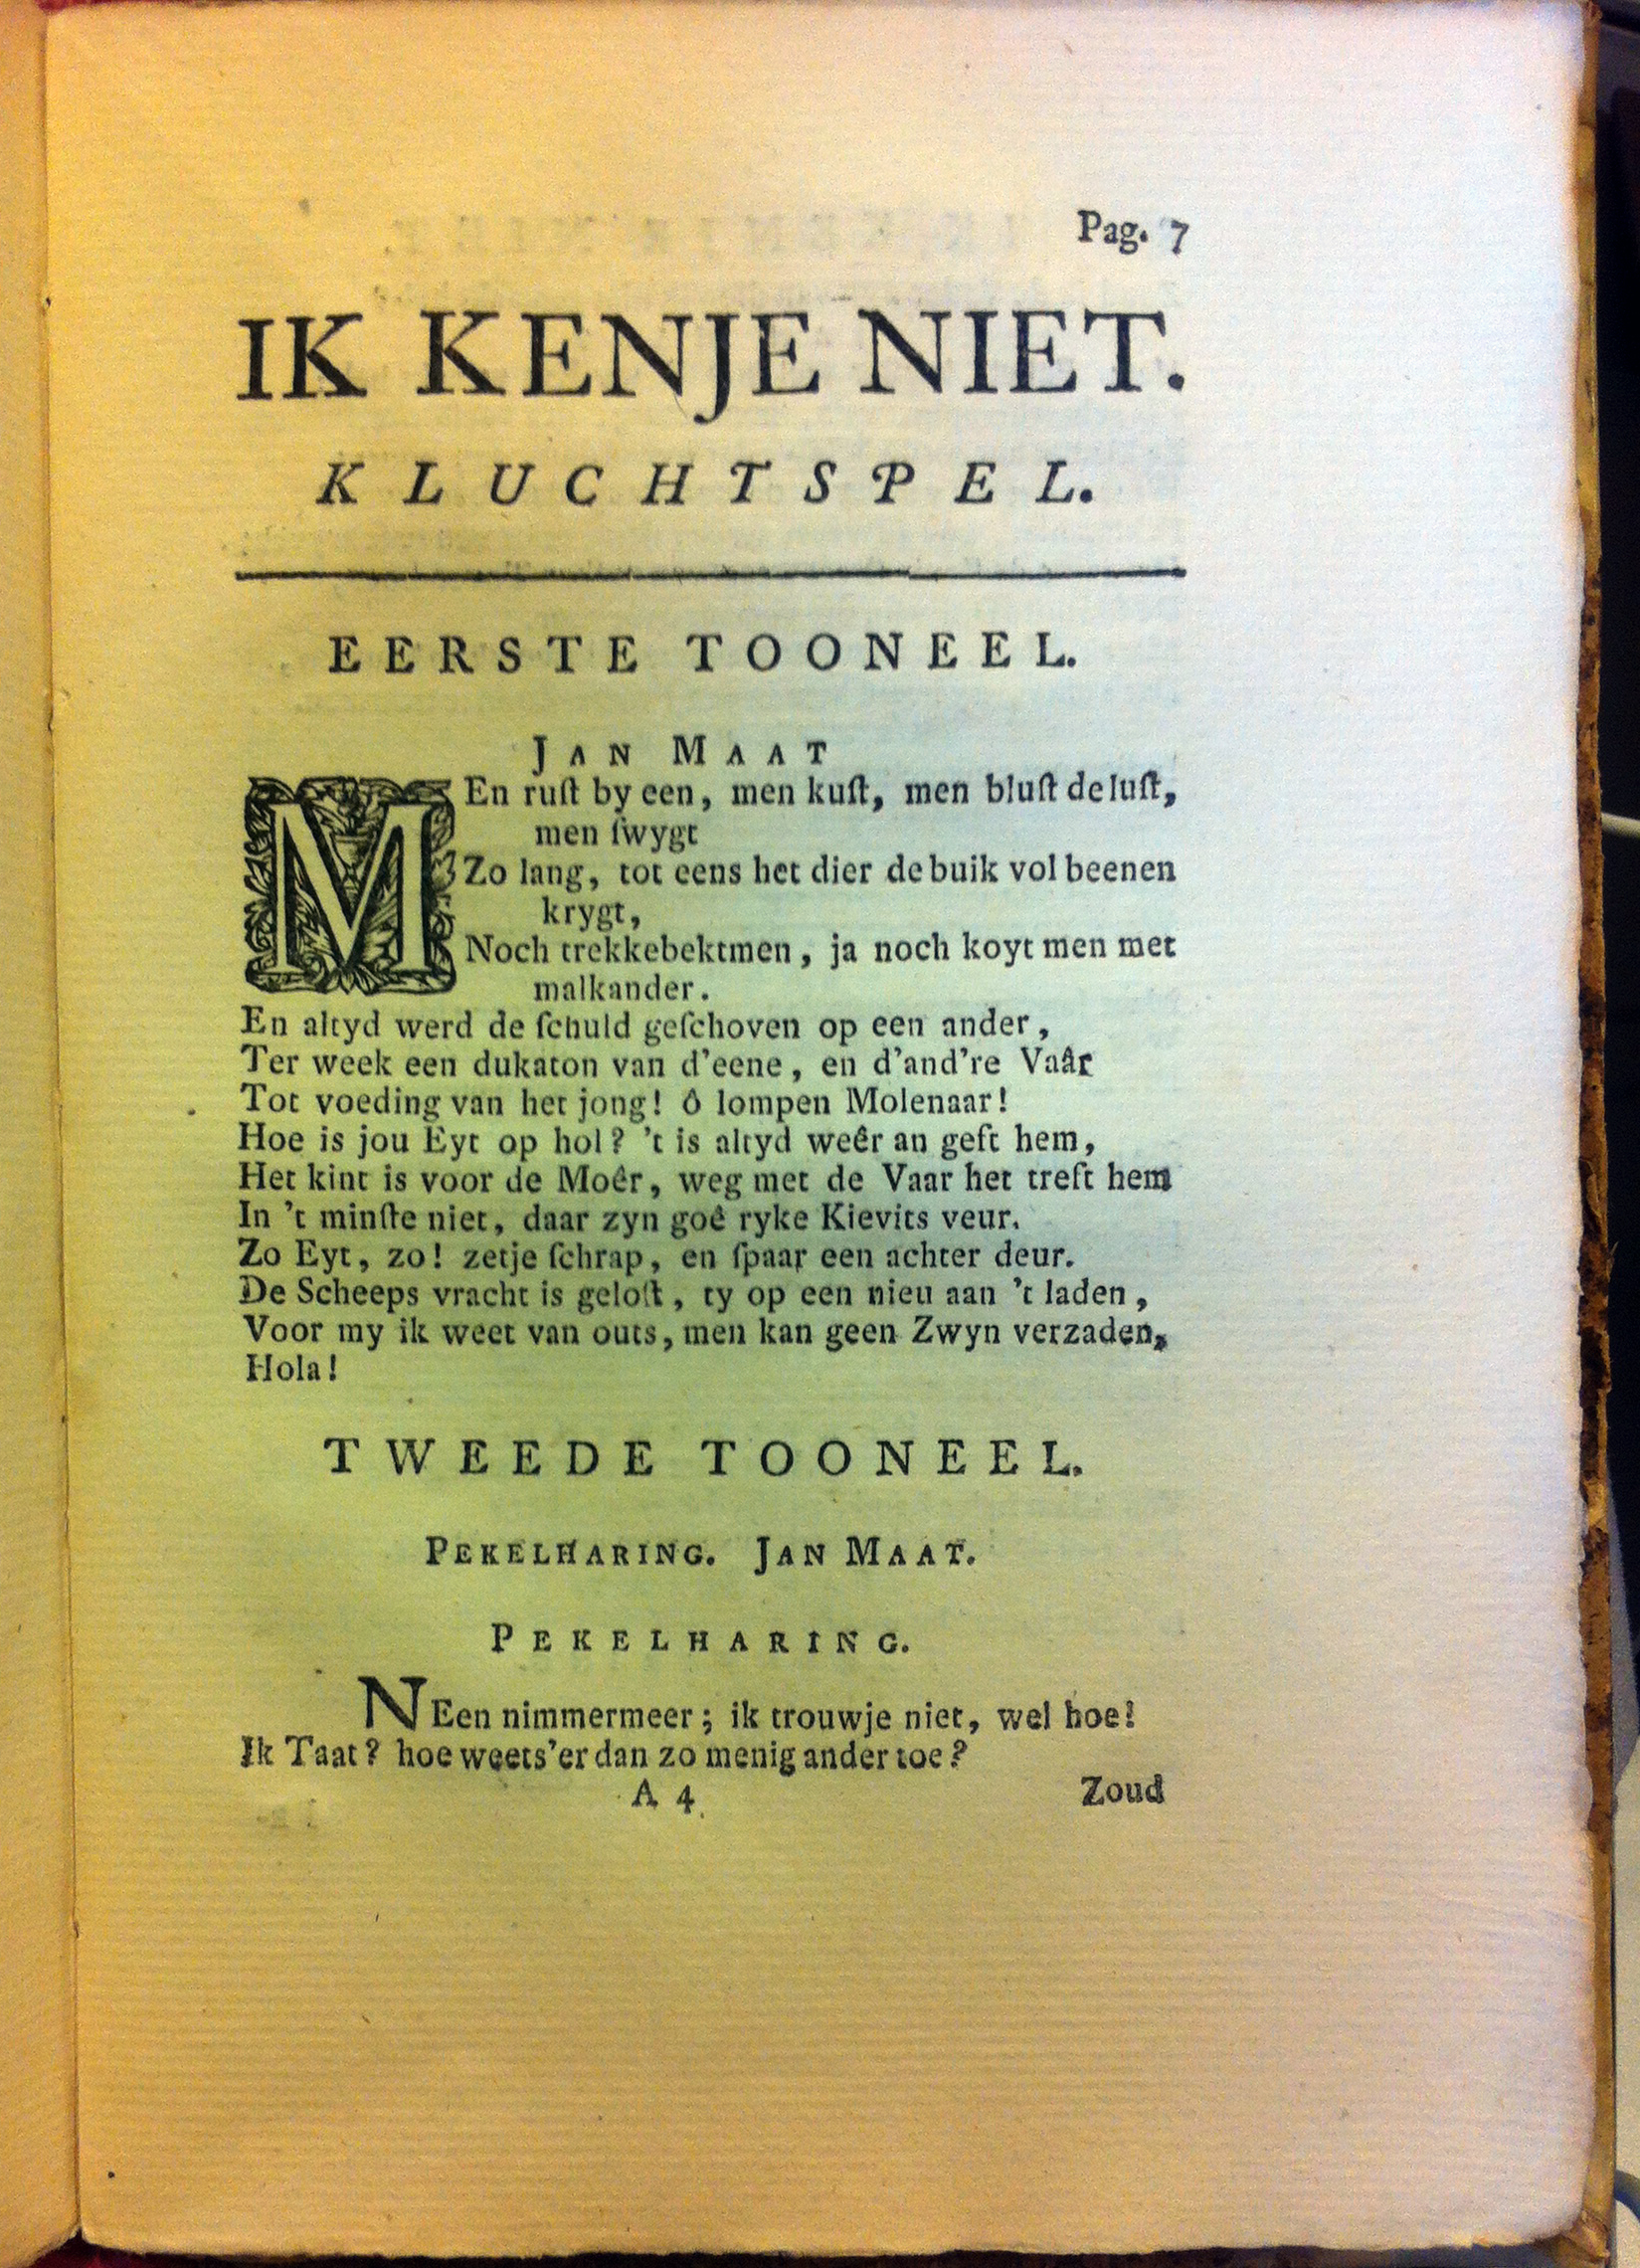 Pag. 7
IK KENJE NIET.
KLUCHTSPEL.
EERSTE TOONEEL.
JAN MAAT
MEn ruſt by een, men kuſt, men bluſt de luſt,
men ſwygt
Zo lang, tot eens het dier de buik vol beenen
krygt,
Noch trekkebektmen, ja noch koyt men met
malkander.
En altyd werd de ſchuld geſchoven op een ander,
Ter week een dukaton van d'eene, en d'and're Vaâr
Tot voeding van het jong! ô lompen Molenaar!
Hoe is jou Eyt op hol? 't is altyd weêr an geſt hem,
Het kint is voor de Moêr, weg met de Vaar het treft hem
In 't minſte niet, daar zyn goê ryke Kievits veur.
Zo Eyt, zo! zetje ſchrap, en ſpaar een achter deur.
De Scheeps vracht is geloſt, ty op een nieu aan 't laden,
Voor my ik weet van outs, men kan geen Zwyn verzaden,
Hola!
TWEEDE TOONEEL.
PEKELHARING. JAN MAAT.
PEKELHARING.
NEen nimmermeer; ik trouwje niet, wel hoe!
Ik Taat? hoe weets'er dan zo menig ander toe?
A 4
Zoud